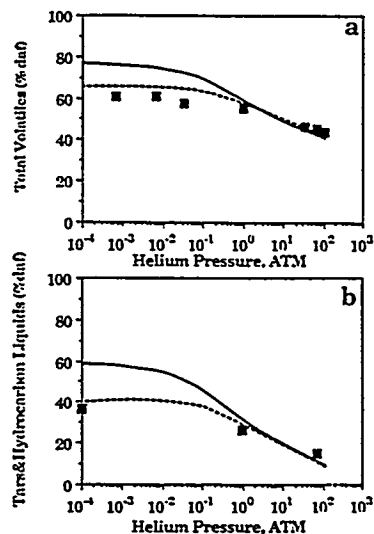 a
Total Volatiles (% daf)
100
80
60
40
20
0
10-4 10-3 10-2 10-1 100 101 102 103
Helium Pressure, ATM
b
Tars&Hydrocarbon Liquids (%daf)
100
80
60
40
20
0
10-4 10-3 10-2 10-1 100 101 102 103
Helium Pressure, ATM